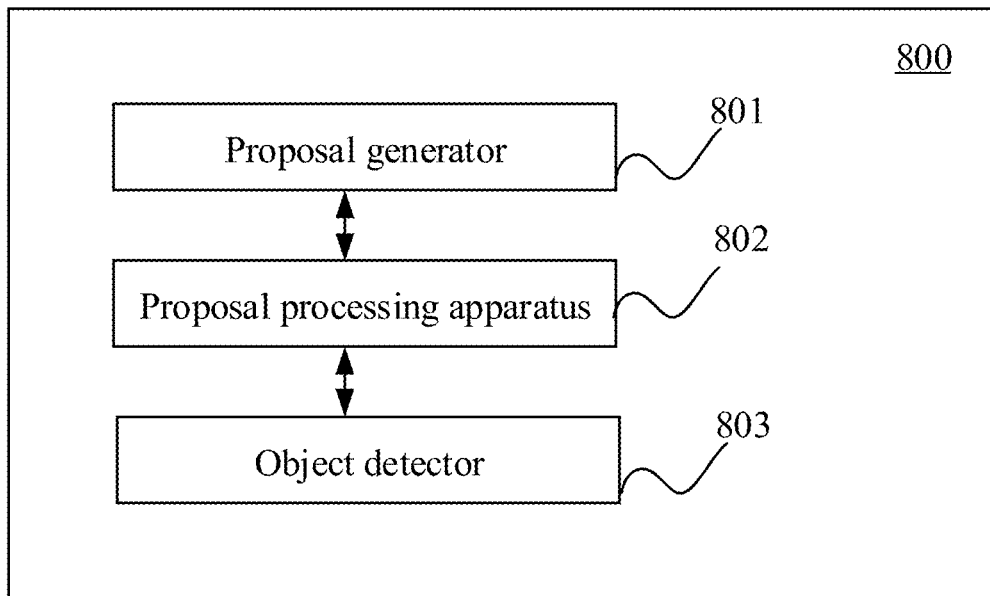 800
801
Proposal generator
802
Proposal processing apparatus
803
Object detector